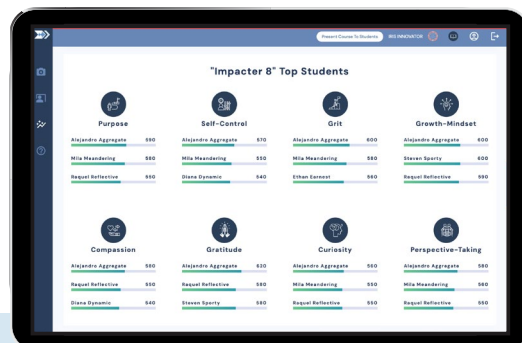 Present Course To Students
"Impacter 8" Top Students
Purpose
Alejandro Aggregate 590
Mila Meandering 580
Raquel Reflective 550
Self-Control
Alejandro Aggregate 570
Mila Meandering 550
Diana Dynamic 540
Grit
Alejandro Aggregate 600
Mila Meandering 580
Ethan Earnest 560
Growth-Mindset
Alejandro Aggregate 600
Steven Sporty 600
Raquel Reflective 590
Compassion
Alejandro Aggregate
Raquel Reflective 550
Diana Dynamic 540
Gratitude
Alejandro Aggregate 620
Raquel Reflective 580
Steven Sporty 580
Curiosity
Alejandro Aggregate 560
Mila Meandering 550
Raquel Reflective 550
Perspective-Taking
Alejandro Aggregate 580
Mila Meandering 560
Raquel Reflective 550